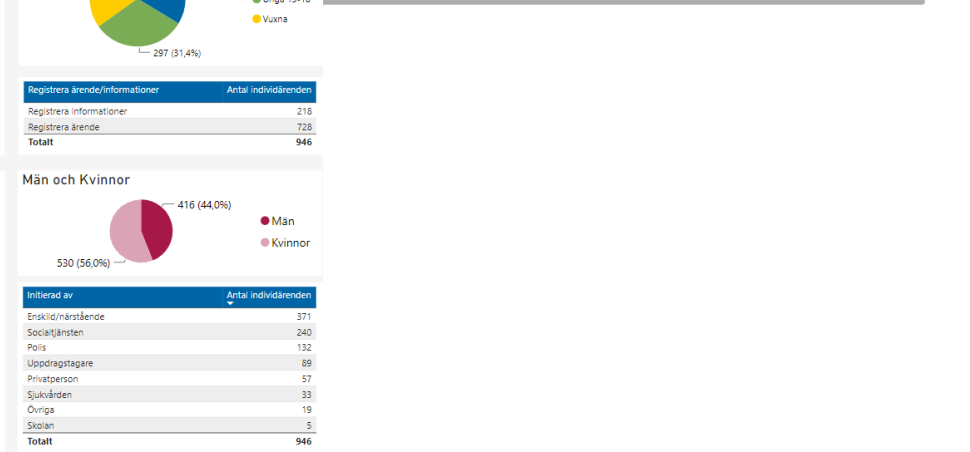 Vuxna
297 (31,4%)
Registrera ärende/informationer Antal individärenden
Registrera informationer 218
Registrera ärende 728
Totalt 946
Män och Kvinnor
416 (44,0%)
Män
Kvinnor
530 (56,0%)
Initierad av Antal individärenden
Enskild/närstående 371
Socialtjänsten 240
Polis 132
Uppdragstagare 89
Privatperson 57
Sjukvården 33
Övriga 19
Skolan 5
Totalt 946